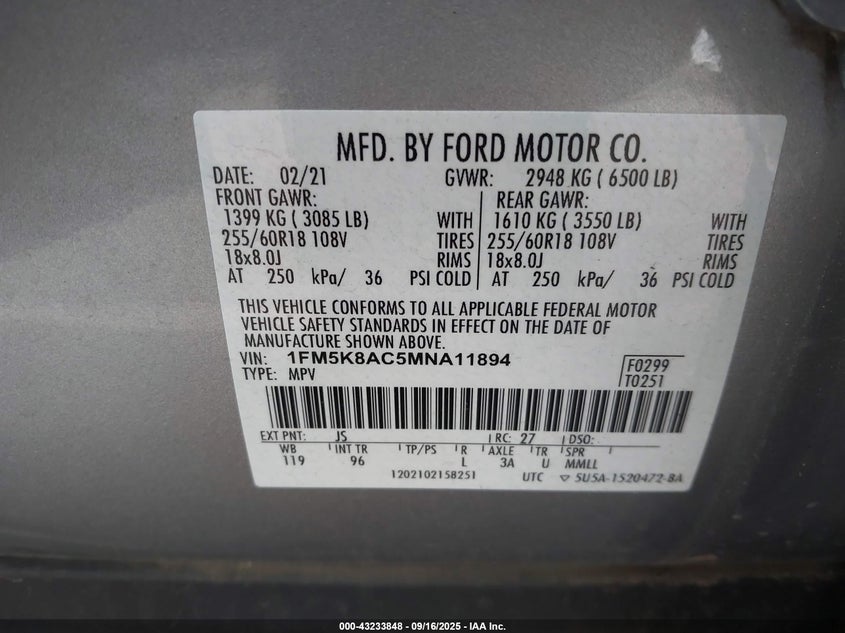 MFD. BY FORD MOTOR CO.
DATE: 02/21 GVWR: 2948 KG ( 6500 LB)
FRONT GAWR: REAR GAWR:
1399 KG ( 3085 LB) WITH 1610 KG ( 3550 LB) WITH
255/60R18 108V TIRES 255/60R18 108V TIRES
18x8.0J RIMS 18x8.0J RIMS
AT 250 kPa/ 36 PSI COLD AT 250 kPa/ 36 PSI COLD
THIS VEHICLE CONFORMS TO ALL APPLICABLE FEDERAL MOTOR
VEHICLE SAFETY STANDARDS IN EFFECT ON THE DATE OF
MANUFACTURE SHOWN ABOVE.
VIN: 1FM5K8AC5MNA11894 F0299
TYPE: MPV T0251
EXT PNT: JS RC: 27 DSO:
WB INT TR TP/PS R AXLE TR SPR
119 96 L 3A U MMLL
1202102158251 UTC ▽ 5U5A-1520472-BA
000-43233848 - 09/16/2025 - IAA Inc.